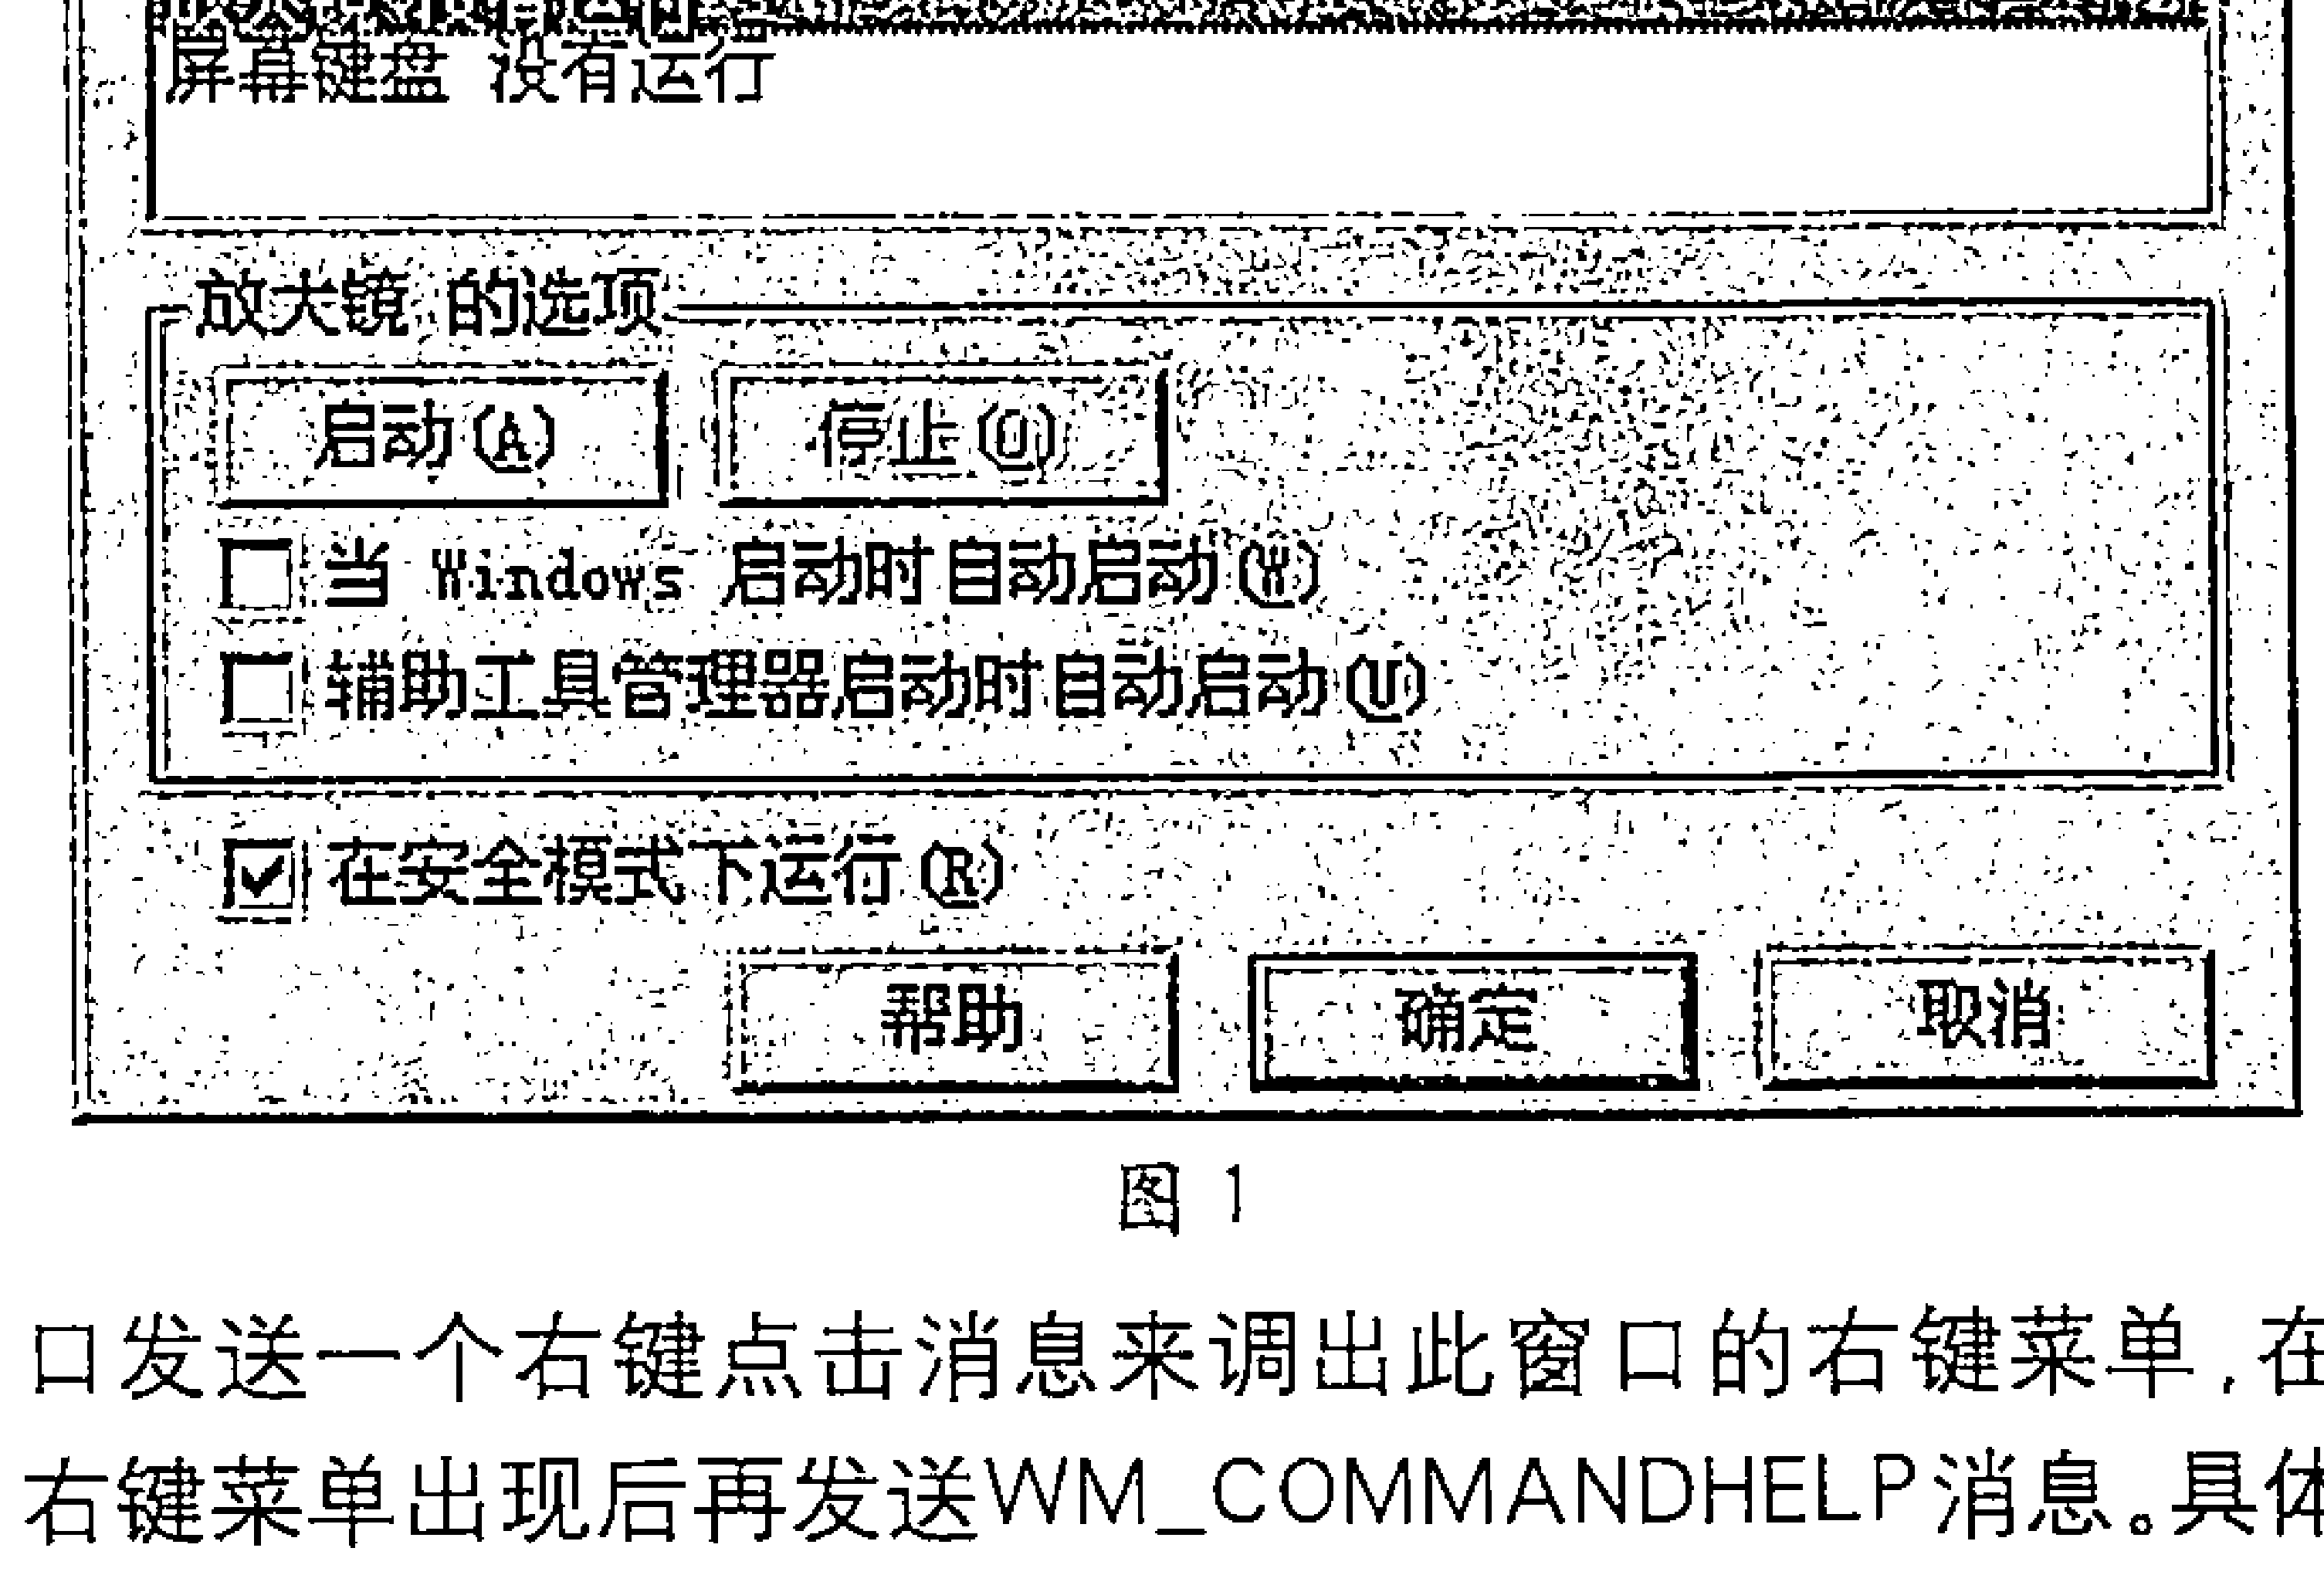 屏幕键盘 没有运行
放大镜 的选项
启动(A) 停止(O)
当 Windows 启动时自动启动(W)
辅助工具管理器启动时自动启动(U)
在安全模式下运行(R)
帮助 确定 取消
图 1
口发送一个右键点击消息来调出此窗口的右键菜单,在
右键菜单出现后再发送WM_COMMANDHELP消息。具体